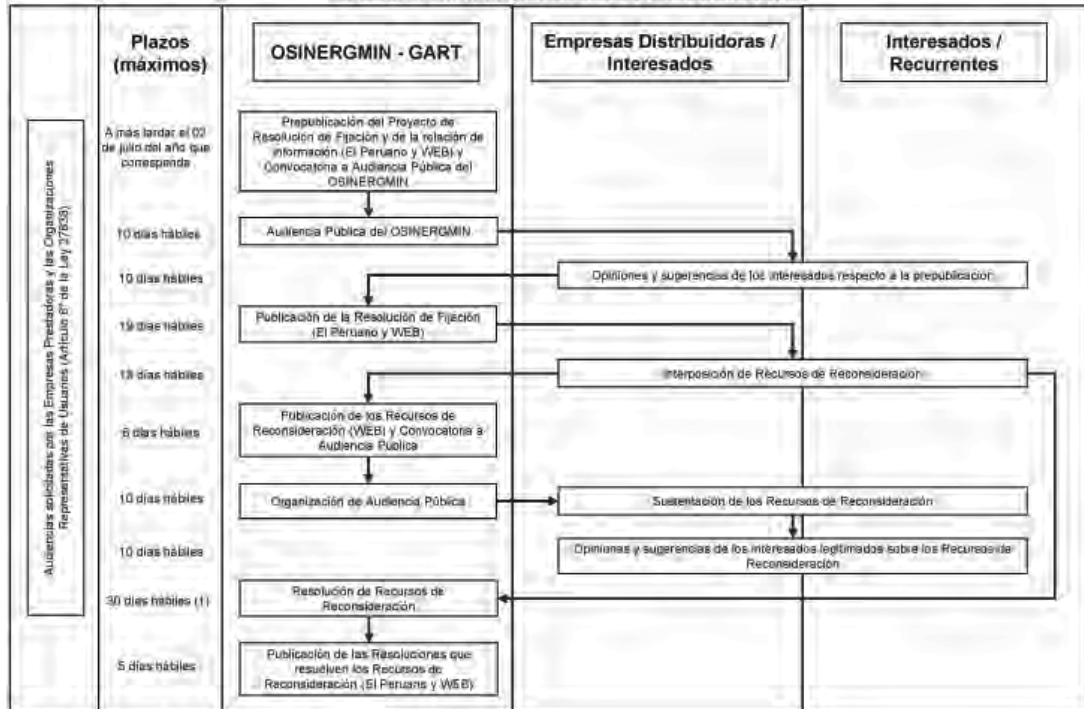 Plazos
(máximos)
OSINERGMIN - GART
Empresas Distribuidoras /
Interesados
Interesados /
Recurrentes
Audiencias solicitadas por las Empresas Prestadoras y las Organizaciones
Representativas de Usuarios (Artículo 8° de la Ley 27838)
A más tardar el 02
de julio del año que
corresponda
Prepublicación del Proyecto de
Resolución de Fijación y de la relación de
información (El Peruano y WEB) y
Convocatoria a Audiencia Pública del
OSINERGMIN
10 días hábiles
Audiencia Pública del OSINERGMIN
10 días hábiles
Opiniones y sugerencias de los interesados respecto a la prepublicación
19 días hábiles
Publicación de la Resolución de Fijación
(El Peruano y WEB)
días hábiles
Interposición de Recursos de Reconsideración
6 días hábiles
Publicación de los Recursos de
Reconsideración (WEB) y Convocatoria a
Audiencia Pública
10 días hábiles
Organización de Audiencia Pública
Sustentación de los Recursos de Reconsideración
10 días hábiles
Opiniones y sugerencias de los interesados legitimados sobre los Recursos de
Reconsideración
30 días hábiles (1)
Resolución de Recursos de
Reconsideración
5 días hábiles
Publicación de las Resoluciones que
resuelven los Recursos de
Reconsideración (El Peruano y WEB)